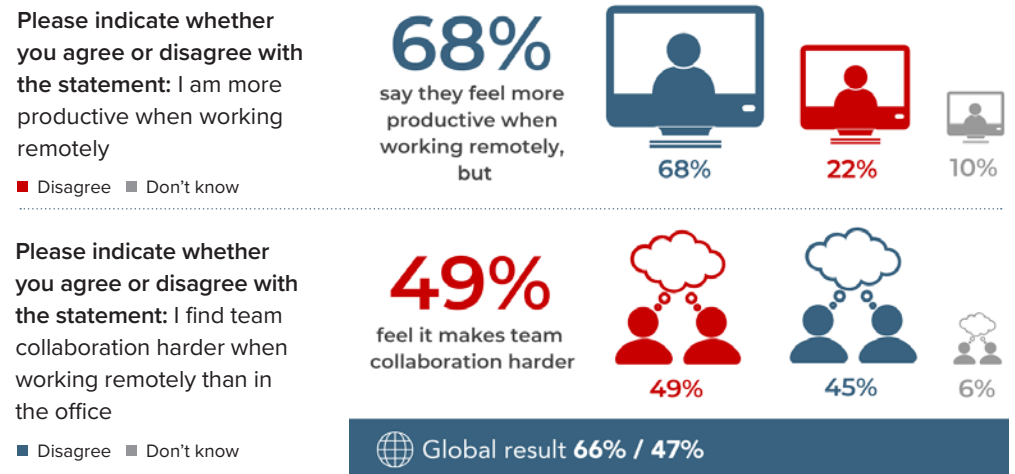 Please indicate whether
you agree or disagree with
the statement: I am more
productive when working
remotely
Disagree Don't know
68%
say they feel more
productive when
working remotely,
but
68%
22%
10%
Please indicate whether
you agree or disagree with
the statement: I find team
collaboration harder when
working remotely than in
the office
Disagree Don't know
49%
feel it makes team
collaboration harder
49%
45%
6%
Global result 66% / 47%